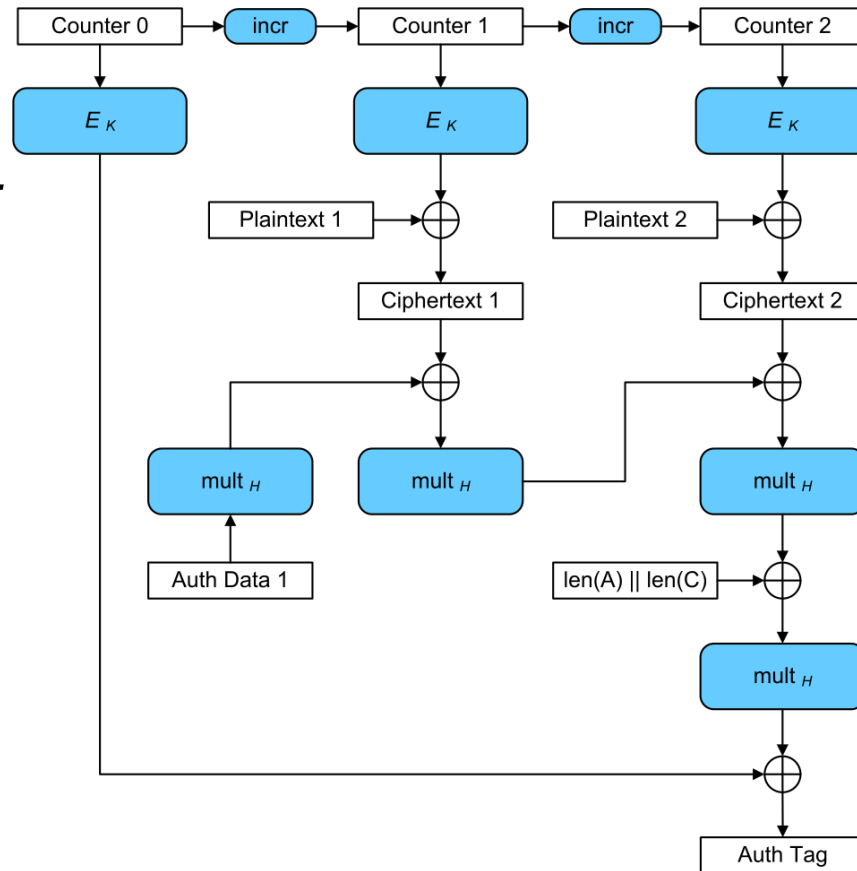 Counter 0
incr
Counter 1
incr
Counter 2
E K
E K
E K
Plaintext 1
Plaintext 2
Ciphertext 1
Ciphertext 2
mult H
mult H
mult H
Auth Data 1
len(A) || len(C)
mult H
Auth Tag